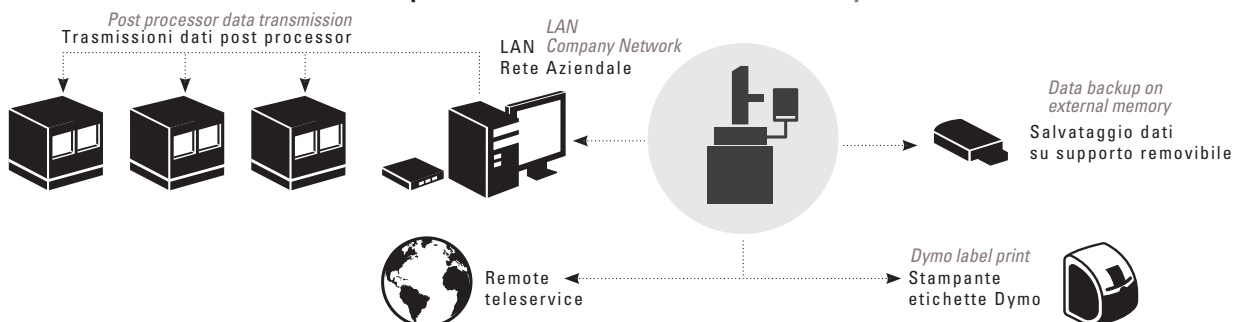 Post processor data transmission
Trasmissioni dati post processor
LAN
LAN Company Network
Rete Aziendale
Data backup on
external memory
Salvataggio dati
su supporto removibile
Remote
teleservice
Dymo label print
Stampante
etichette Dymo